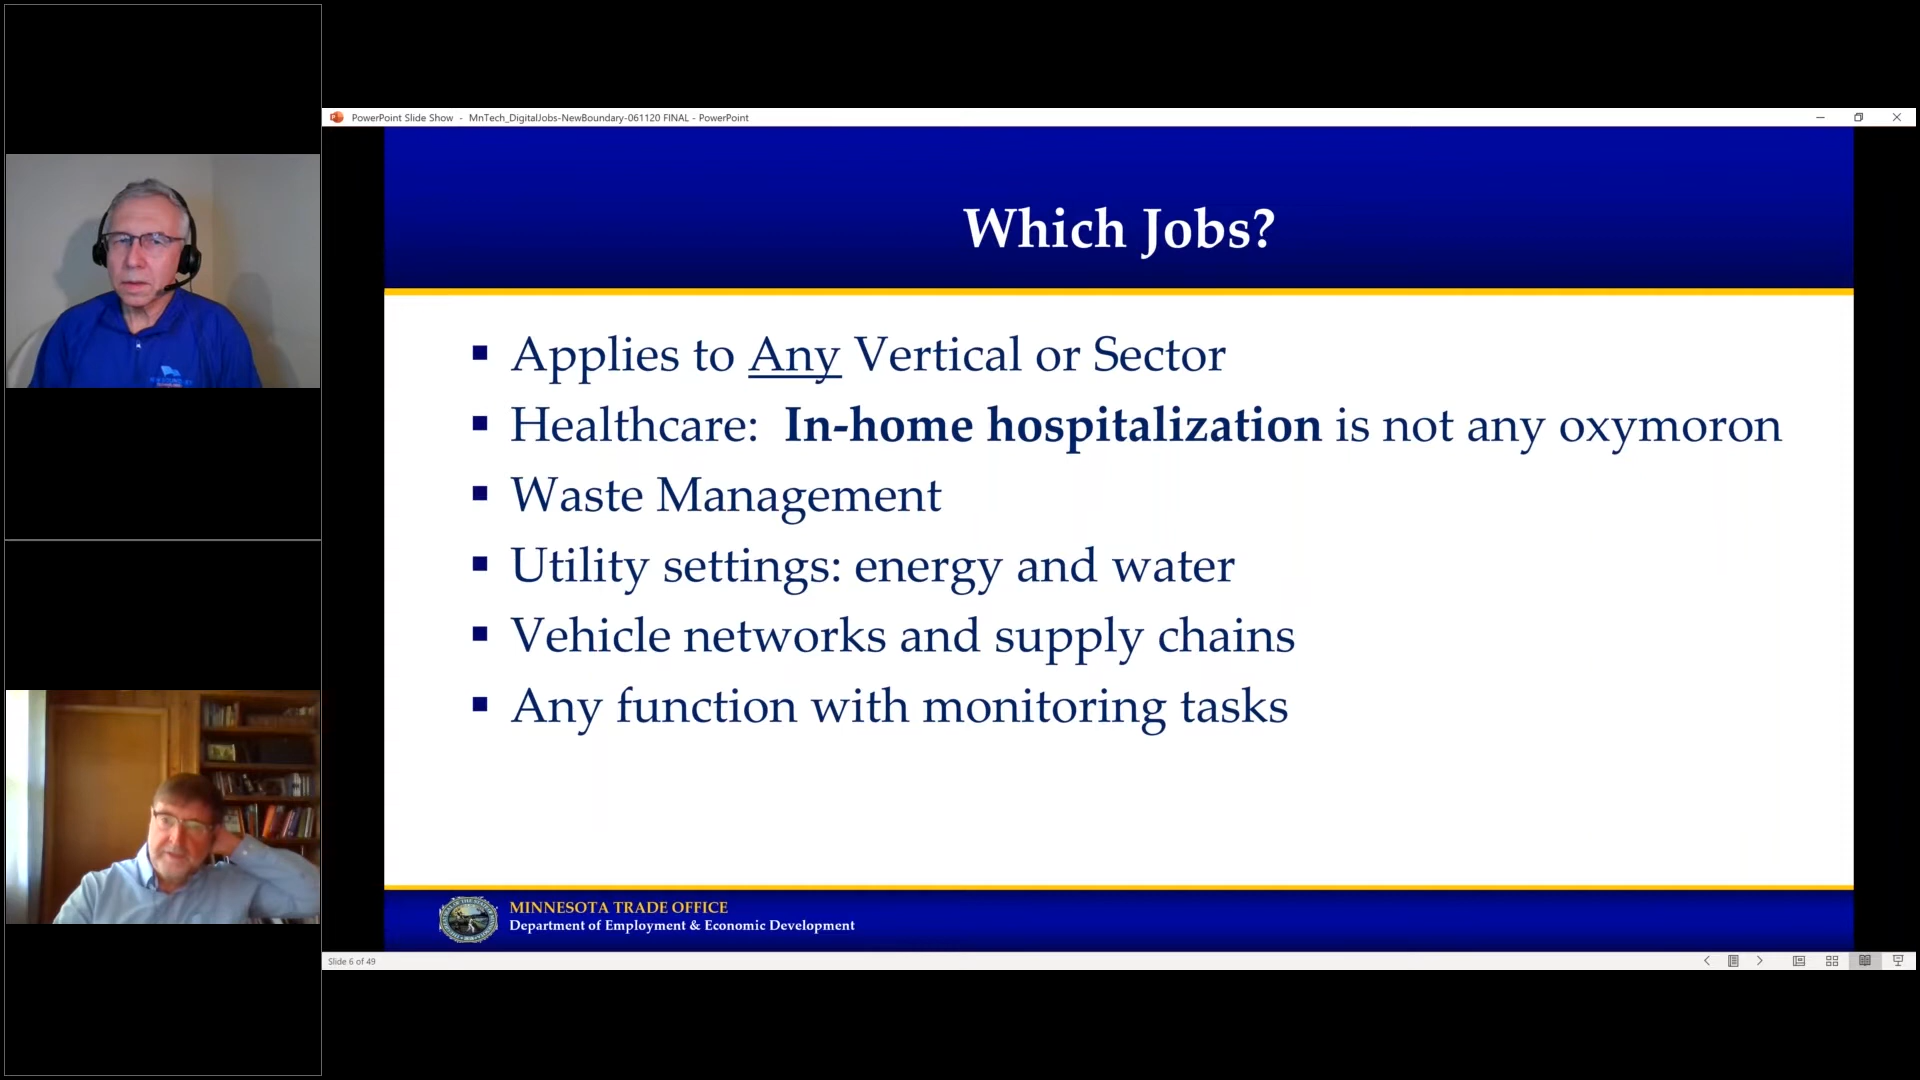 PowerPoint Slide Show - MnTech_DigitalJobs-NewBoundary-061120 FINAL - PowerPoint
Which Jobs?
Applies to Any Vertical or Sector
Healthcare: In-home hospitalization is not any oxymoron
Waste Management
Utility settings: energy and water
Vehicle networks and supply chains
Any function with monitoring tasks
MINNESOTA TRADE OFFICE
Department of Employment & Economic Development
Slide 6 of 49